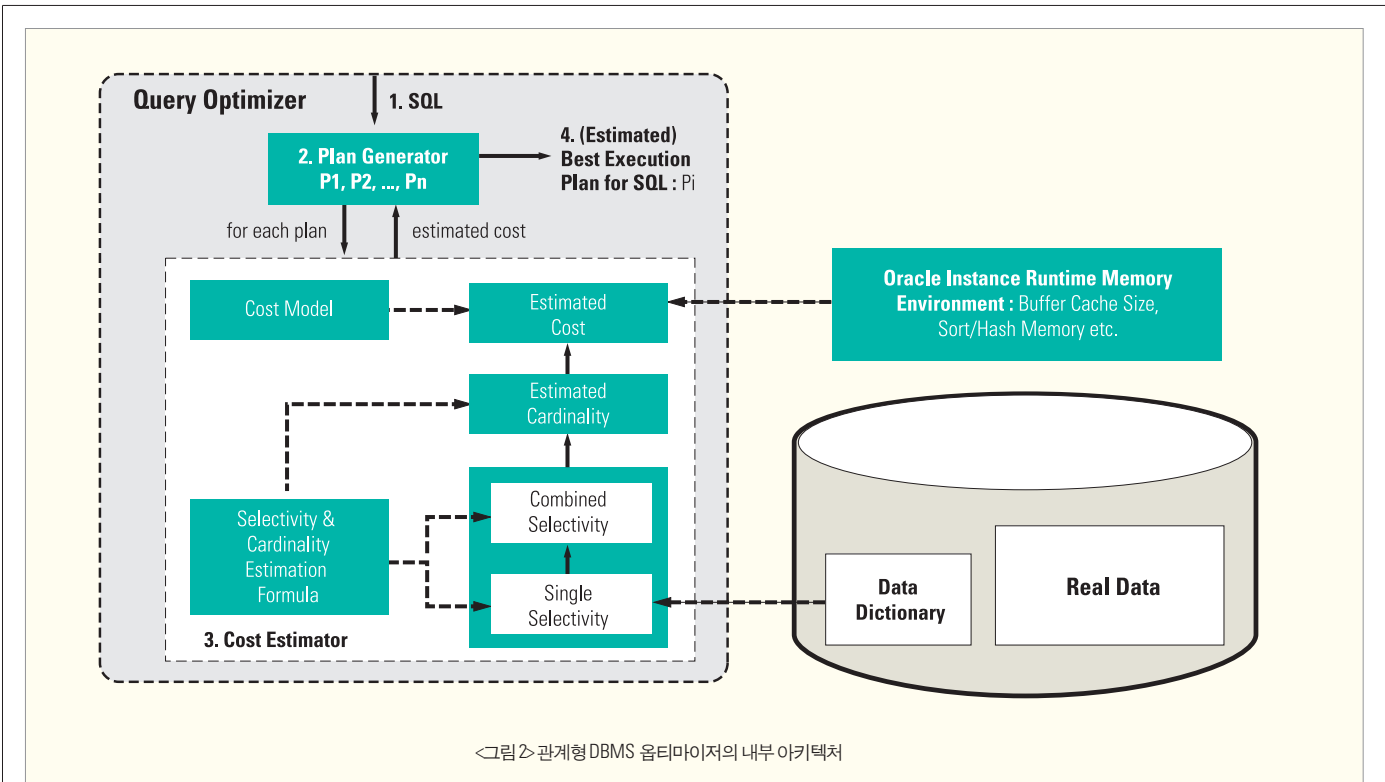 Query Optimizer
1. SQL
2. Plan Generator
P1, P2, ..., Pn
4. (Estimated)
Best Execution
Plan for SQL : Pi
for each plan
estimated cost
Cost Model
Estimated
Cost
Oracle Instance Runtime Memory
Environment : Buffer Cache Size,
Sort/Hash Memory etc.
Estimated
Cardinality
Selectivity &
Cardinality
Estimation
Formula
Combined
Selectivity
Single
Selectivity
3. Cost Estimator
Data
Dictionary
Real Data
<그림 2> 관계형 DBMS 옵티마이저의 내부 아키텍처